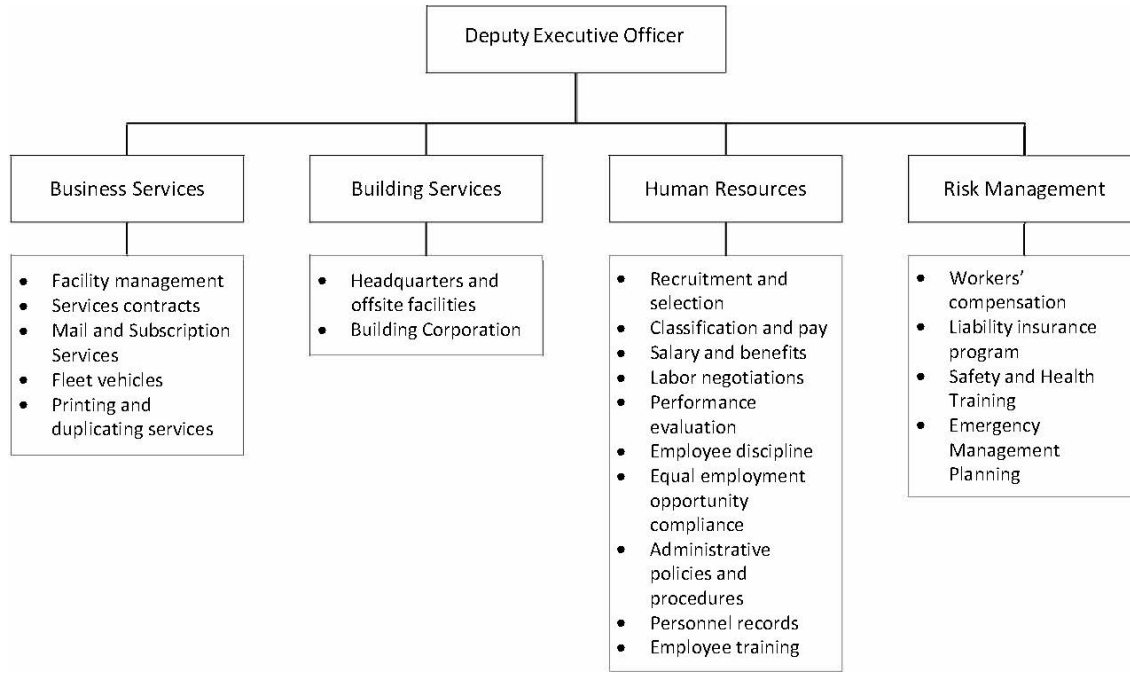 Deputy Executive Officer
Business Services
Building Services
Human Resources
Risk Management
• Facility management
• Services contracts
• Mail and Subscription
Services
• Fleet vehicles
• Printing and
duplicating services
• Headquarters and
offsite facilities
• Building Corporation
• Recruitment and
selection
• Classification and pay
• Salary and benefits
• Labor negotiations
• Performance
evaluation
• Employee discipline
• Equal employment
opportunity
compliance
• Administrative
policies and
procedures
• Personnel records
• Employee training
• Workers’
compensation
• Liability insurance
program
• Safety and Health
Training
• Emergency
Management
Planning